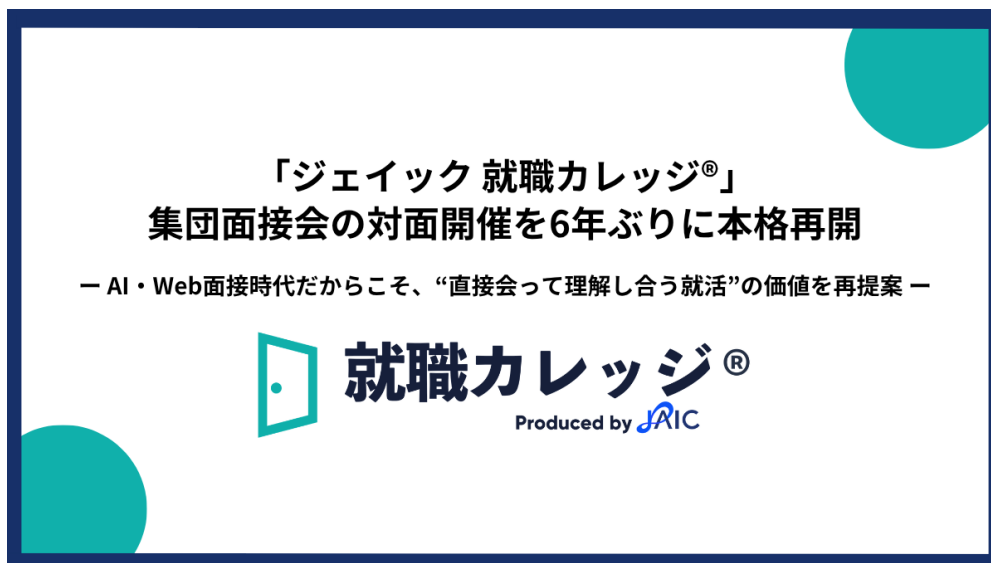 「ジェイック 就職カレッジ®」
集団面接会の対面開催を6年ぶりに本格再開
ー AI・Web面接時代だからこそ、“直接会って理解し合う就活”の価値を再提案 ー
就職カレッジ®
Produced by JAIC